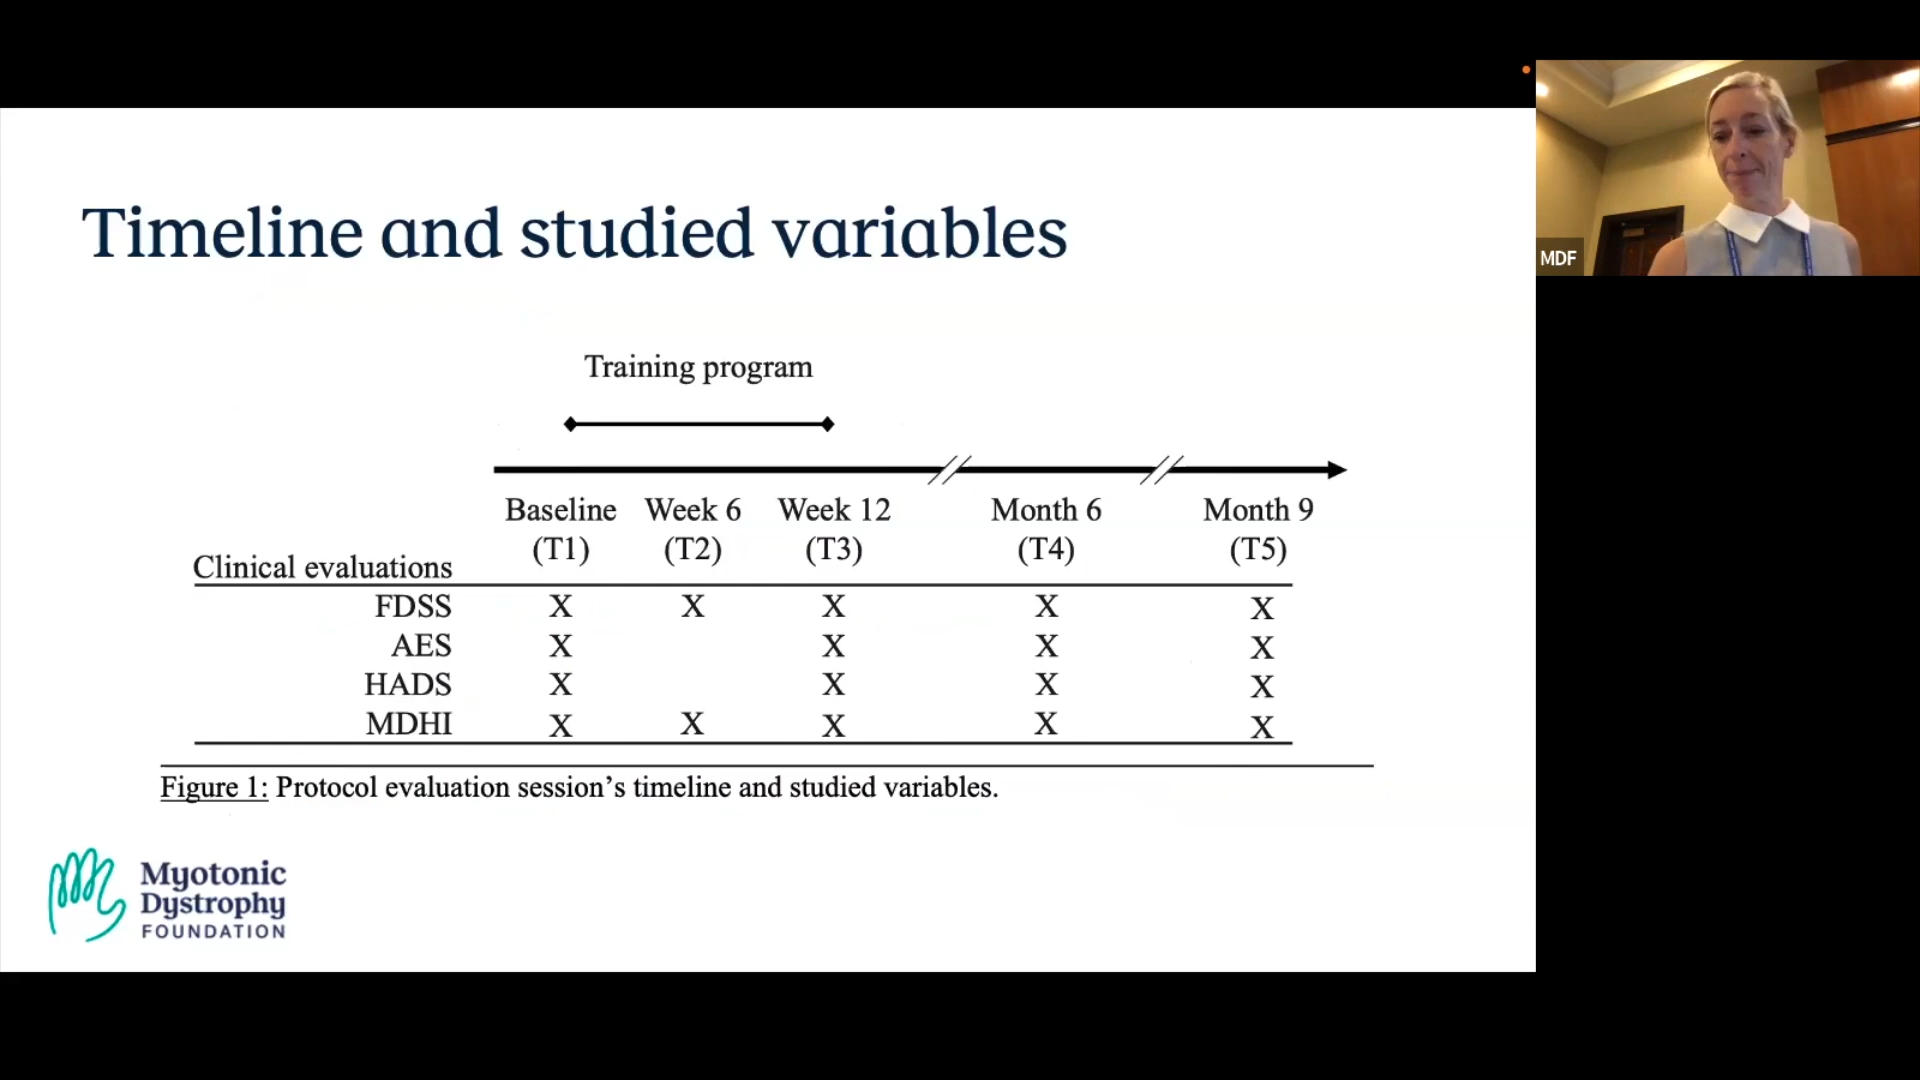 Timeline and studied variables
Training program
Baseline Week 6 Week 12 Month 6 Month 9
(T1) (T2) (T3) (T4) (T5)
Clinical evaluations
FDSS X X X X X
AES X X X X
HADS X X X X
MDHI X X X X X
Figure 1: Protocol evaluation session’s timeline and studied variables.
Myotonic
Dystrophy
FOUNDATION
MDF